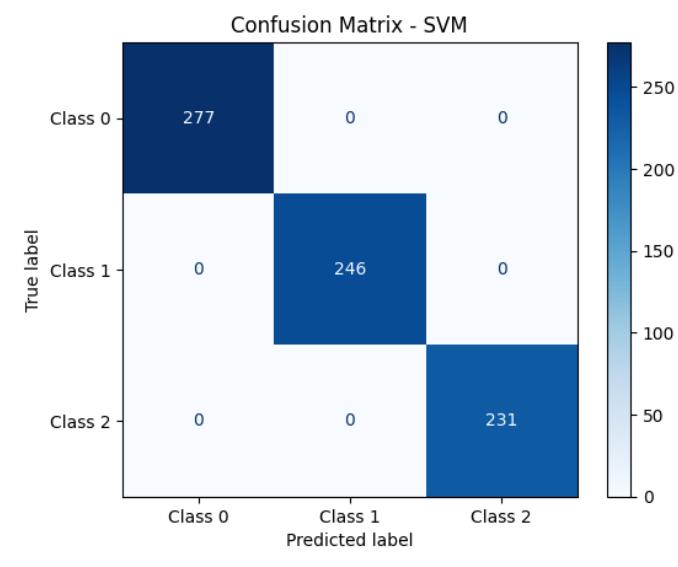 Confusion Matrix - SVM
True label
Class 0
277
0
0
Class 1
0
246
0
Class 2
0
0
231
Class 0
Class 1
Class 2
Predicted label
250
200
150
100
50
0